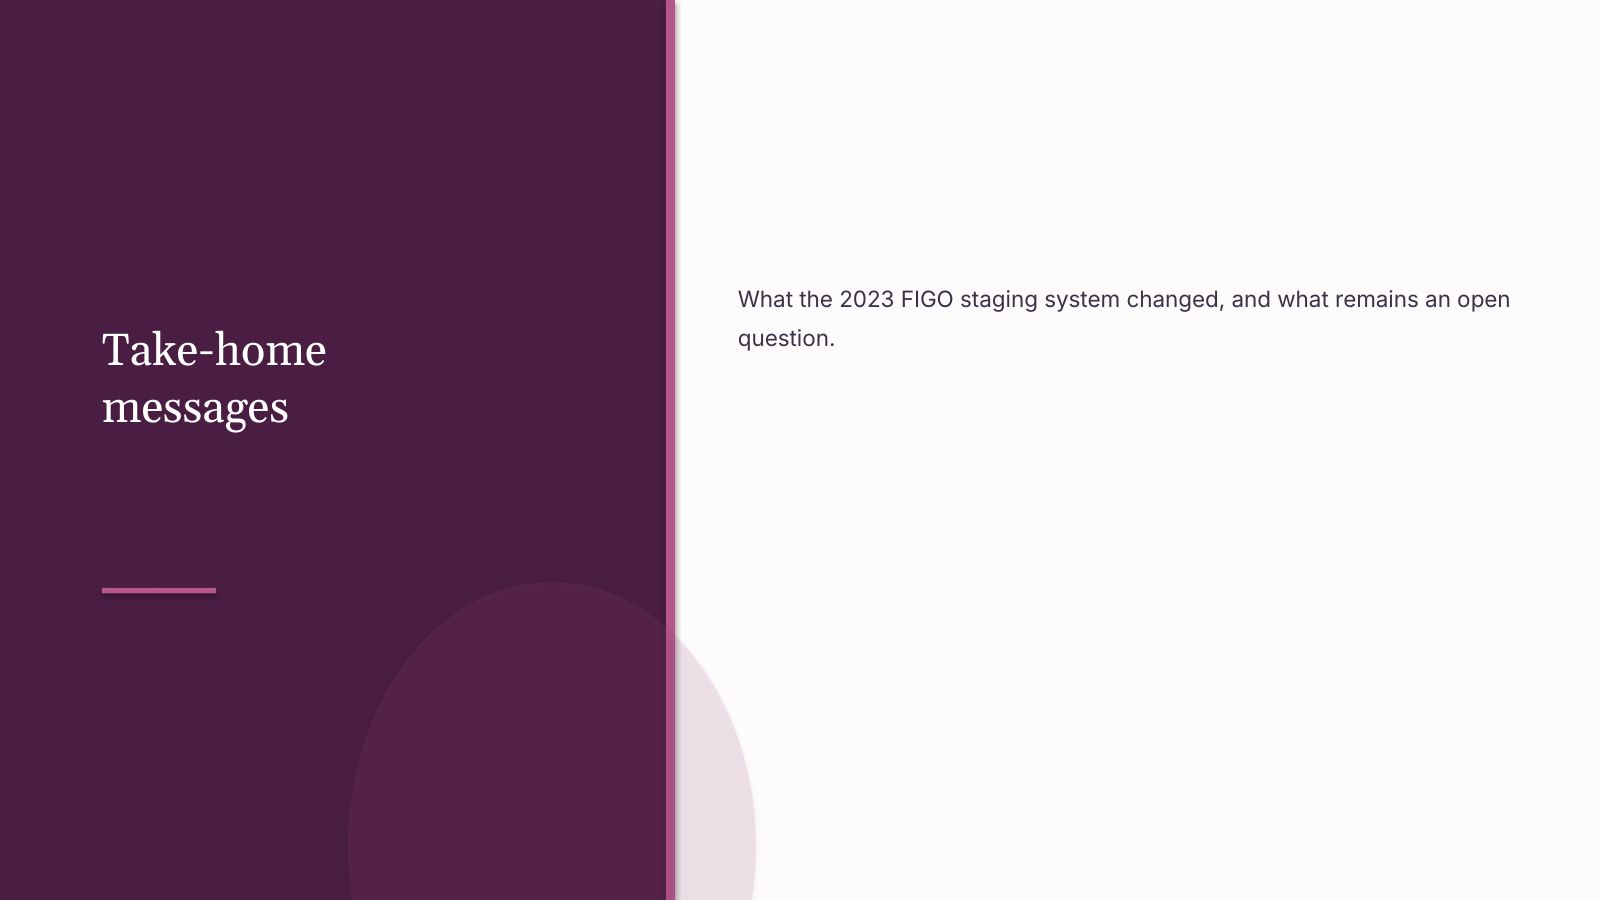 Take-home
messages
What the 2023 FIGO staging system changed, and what remains an open
question.